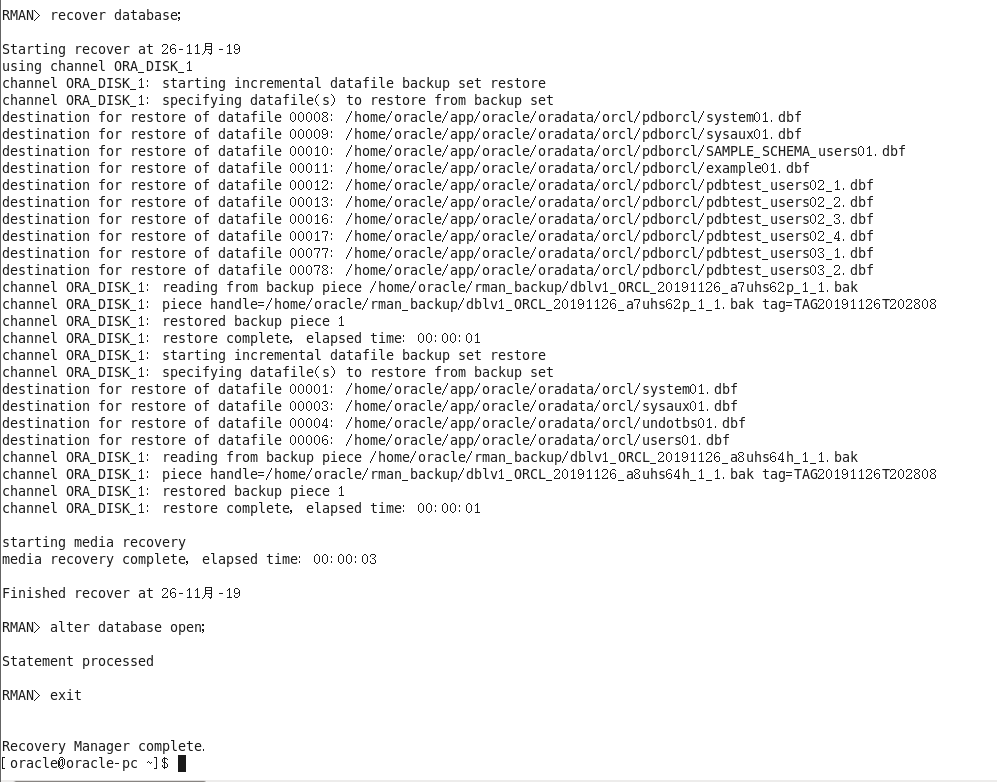 RMAN> recover database;
Starting recover at 26-11月-19
using channel ORA_DISK_1
channel ORA_DISK_1: starting incremental datafile backup set restore
channel ORA_DISK_1: specifying datafile(s) to restore from backup set
destination for restore of datafile 00008: /home/oracle/app/oracle/oradata/orcl/pdborcl/system01.dbf
destination for restore of datafile 00009: /home/oracle/app/oracle/oradata/orcl/pdborcl/sysaux01.dbf
destination for restore of datafile 00010: /home/oracle/app/oracle/oradata/orcl/pdborcl/SAMPLE_SCHEMA_users01.dbf
destination for restore of datafile 00011: /home/oracle/app/oracle/oradata/orcl/pdborcl/example01.dbf
destination for restore of datafile 00012: /home/oracle/app/oracle/oradata/orcl/pdborcl/pdbtest_users02_1.dbf
destination for restore of datafile 00013: /home/oracle/app/oracle/oradata/orcl/pdborcl/pdbtest_users02_2.dbf
destination for restore of datafile 00016: /home/oracle/app/oracle/oradata/orcl/pdborcl/pdbtest_users02_3.dbf
destination for restore of datafile 00017: /home/oracle/app/oracle/oradata/orcl/pdborcl/pdbtest_users02_4.dbf
destination for restore of datafile 00077: /home/oracle/app/oracle/oradata/orcl/pdborcl/pdbtest_users03_1.dbf
destination for restore of datafile 00078: /home/oracle/app/oracle/oradata/orcl/pdborcl/pdbtest_users03_2.dbf
channel ORA_DISK_1: reading from backup piece /home/oracle/rman_backup/dblv1_ORCL_20191126_a7uhs62p_1_1.bak
channel ORA_DISK_1: piece handle=/home/oracle/rman_backup/dblv1_ORCL_20191126_a7uhs62p_1_1.bak tag=TAG20191126T202808
channel ORA_DISK_1: restored backup piece 1
channel ORA_DISK_1: restore complete, elapsed time: 00:00:01
channel ORA_DISK_1: starting incremental datafile backup set restore
channel ORA_DISK_1: specifying datafile(s) to restore from backup set
destination for restore of datafile 00001: /home/oracle/app/oracle/oradata/orcl/system01.dbf
destination for restore of datafile 00003: /home/oracle/app/oracle/oradata/orcl/sysaux01.dbf
destination for restore of datafile 00004: /home/oracle/app/oracle/oradata/orcl/undotbs01.dbf
destination for restore of datafile 00006: /home/oracle/app/oracle/oradata/orcl/users01.dbf
channel ORA_DISK_1: reading from backup piece /home/oracle/rman_backup/dblv1_ORCL_20191126_a8uhs64h_1_1.bak
channel ORA_DISK_1: piece handle=/home/oracle/rman_backup/dblv1_ORCL_20191126_a8uhs64h_1_1.bak tag=TAG20191126T202808
channel ORA_DISK_1: restored backup piece 1
channel ORA_DISK_1: restore complete, elapsed time: 00:00:01
starting media recovery
media recovery complete, elapsed time: 00:00:03
Finished recover at 26-11月-19
RMAN> alter database open;
Statement processed
RMAN> exit
Recovery Manager complete.
[oracle@oracle-pc ~]$